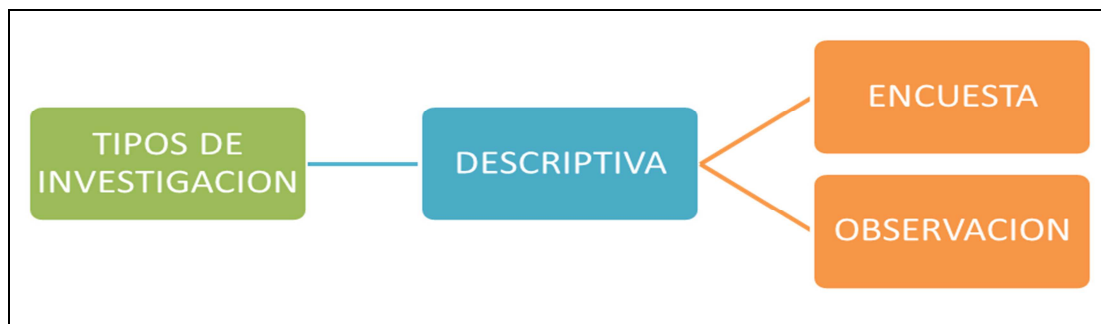 TIPOS DE
INVESTIGACION
DESCRIPTIVA
ENCUESTA
OBSERVACION